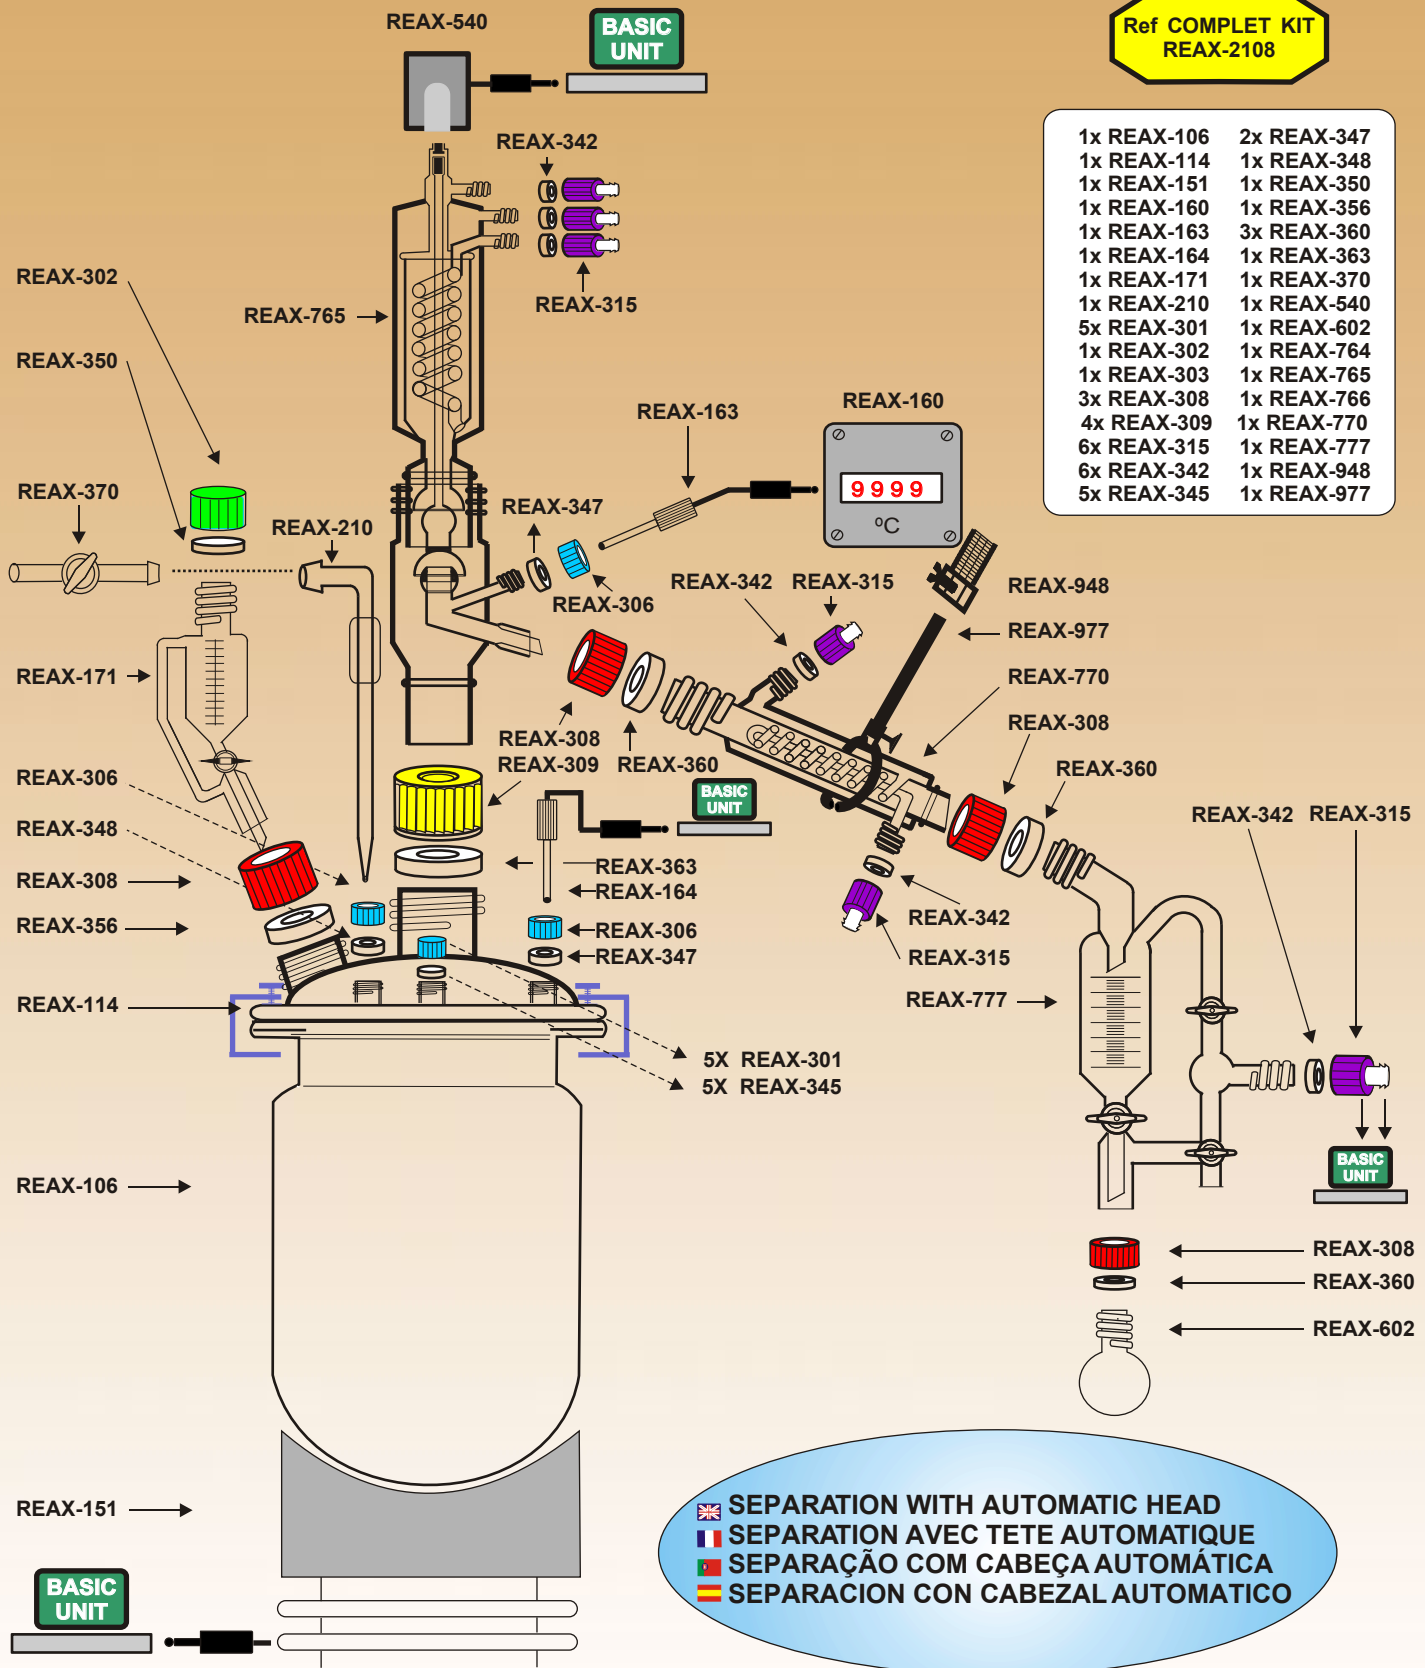 REAX-540
BASIC
UNIT
Ref COMPLET KIT
REAX-2108
1x REAX-106 2x REAX-347
1x REAX-114 1x REAX-348
1x REAX-151 1x REAX-350
1x REAX-160 1x REAX-356
1x REAX-163 3x REAX-360
1x REAX-164 1x REAX-363
1x REAX-171 1x REAX-370
1x REAX-210 1x REAX-540
5x REAX-301 1x REAX-602
1x REAX-302 1x REAX-764
1x REAX-303 1x REAX-765
3x REAX-308 1x REAX-766
4x REAX-309 1x REAX-770
6x REAX-315 1x REAX-777
6x REAX-342 1x REAX-948
5x REAX-345 1x REAX-977
REAX-342
REAX-302
REAX-315
REAX-765
REAX-350
REAX-163
REAX-160
9999
ºC
REAX-370
REAX-210
REAX-347
REAX-342
REAX-315
REAX-948
REAX-306
REAX-977
REAX-171
REAX-770
REAX-308
REAX-308
REAX-309
REAX-360
REAX-306
REAX-360
BASIC
UNIT
REAX-348
REAX-342
REAX-315
REAX-308
REAX-363
REAX-164
REAX-356
REAX-342
REAX-306
REAX-347
REAX-315
REAX-114
REAX-777
5X REAX-301
5X REAX-345
BASIC
UNIT
REAX-106
REAX-308
REAX-360
REAX-602
REAX-151
SEPARATION WITH AUTOMATIC HEAD
SEPARATION AVEC TETE AUTOMATIQUE
SEPARAÇÃO COM CABEÇA AUTOMÁTICA
SEPARACION CON CABEZAL AUTOMATICO
BASIC
UNIT